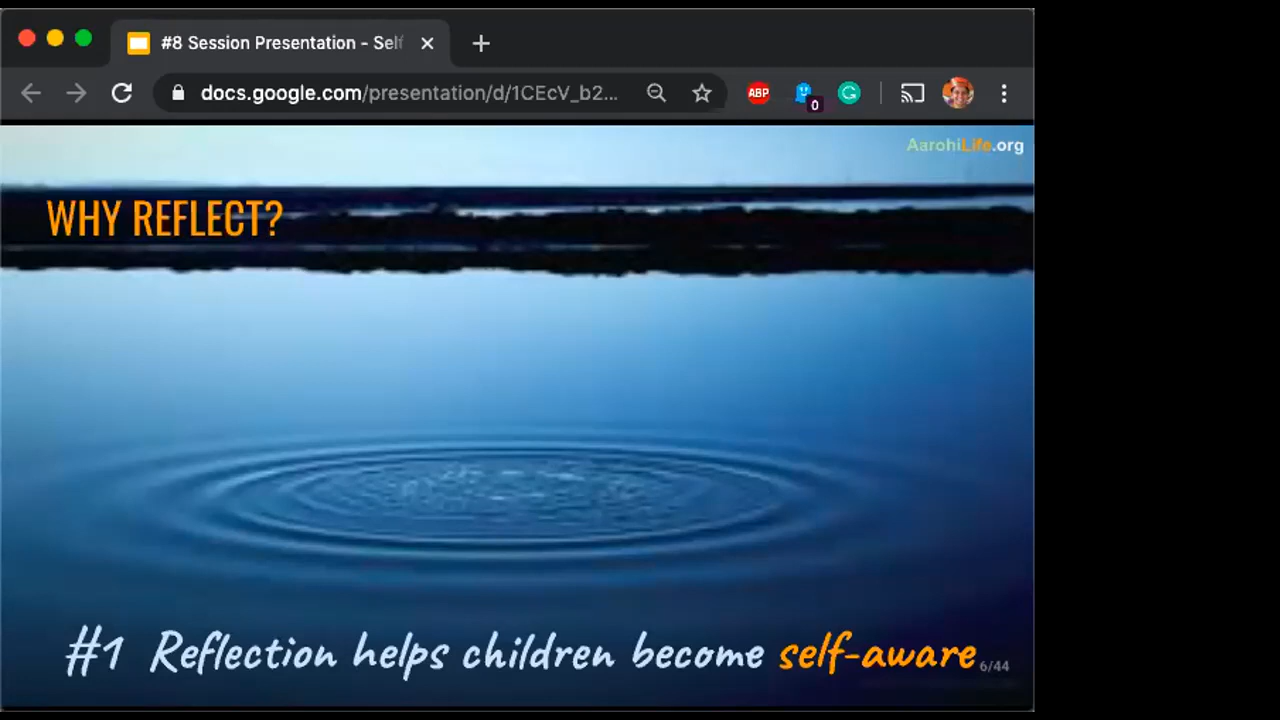 #8 Session Presentation - Self
docs.google.com/presentation/d/1CEcV_b2...
ABP
0
AarohiLife.org
WHY REFLECT?
#1 Reflection helps children become self-aware
6/44